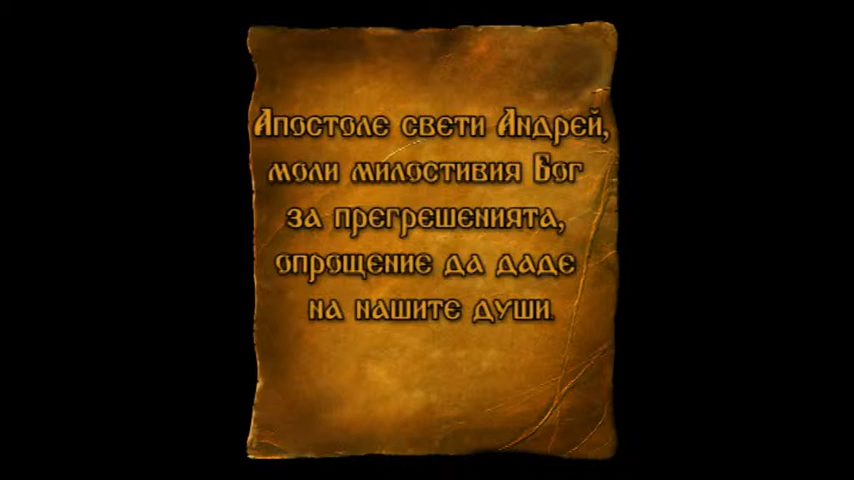 Апостоле свети Андрей,
моли милостивия Бог
за прегрешенията,
опрощение да даде
на нашите души.